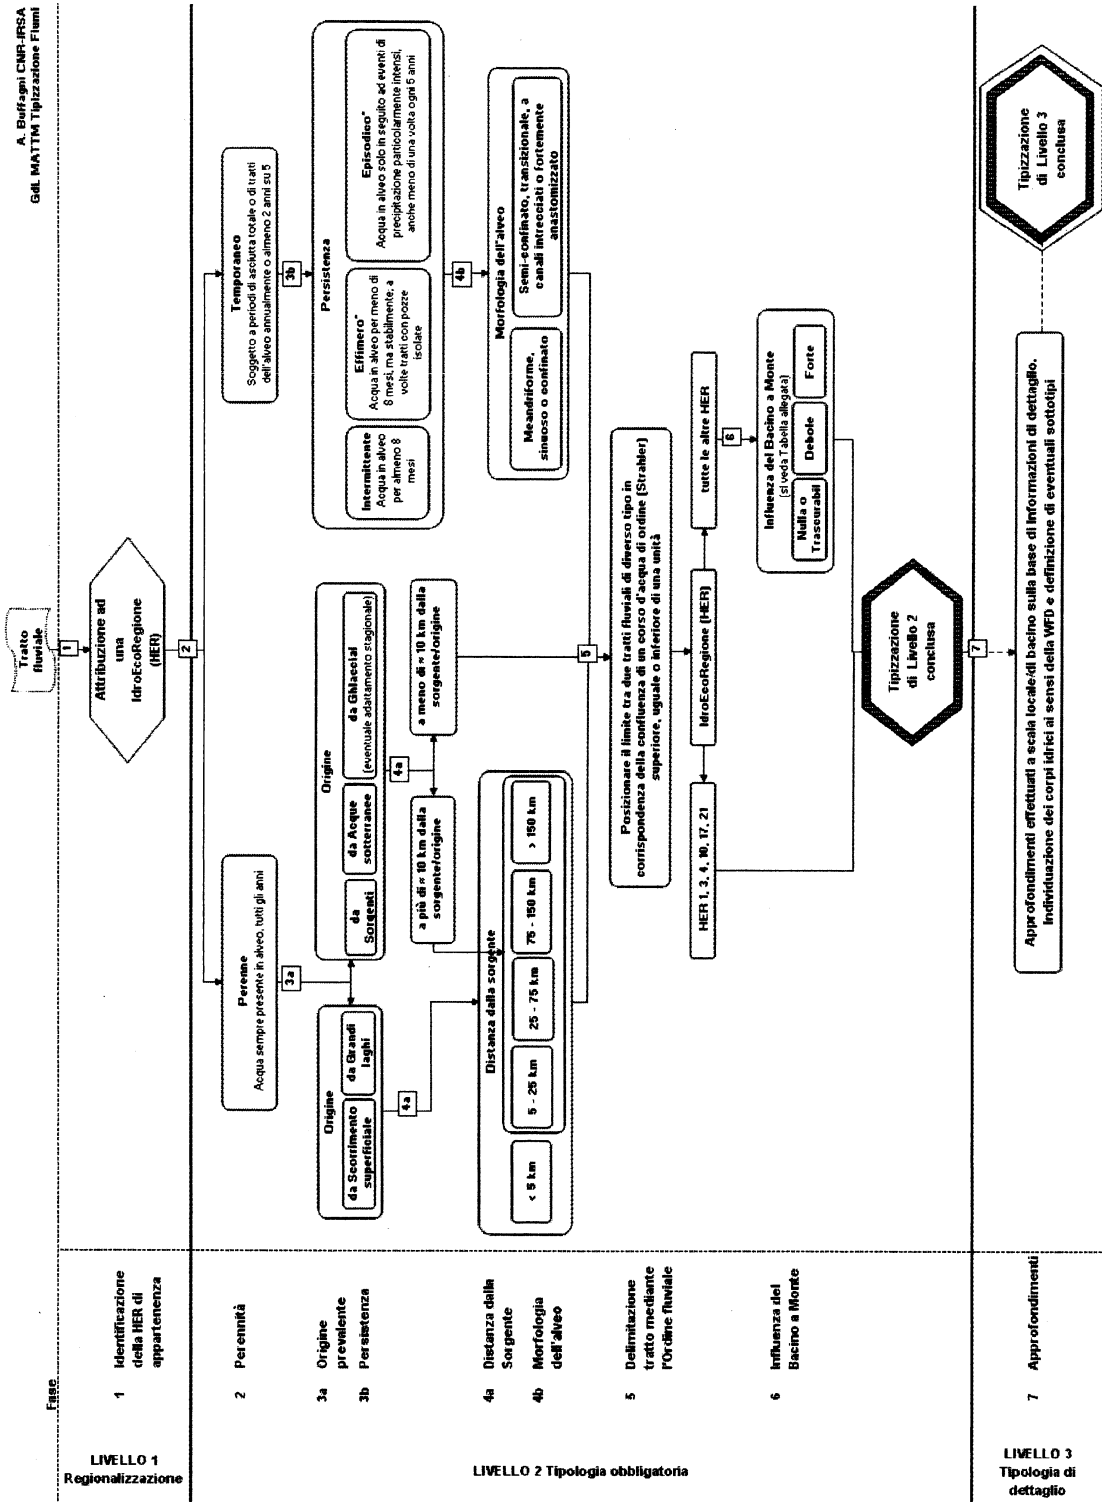 A. Buffagni CNR-IRSA
GdL MATTM Tipizzazione Fiumi
Fase
LIVELLO 1
Regionalizzazione
1 Identificazione
della HER di
appartenenza
Tratto
fluviale
1
Attribuzione ad
una
IdroEcoRegione
(HER)
2
LIVELLO 2 Tipologia obbligatoria
2 Perennità
3a Origine
prevalente
3b Persistenza
4a Distanza dalla
Sorgente
4b Morfologia
dell'alveo
5 Delimitazione
tratto mediante
l'Ordine fluviale
6 Influenza del
Bacino a Monte
Perenne
Acqua sempre presente in alveo, tutti gli anni
Temporaneo
Soggetto a periodi di asciutta totale o di tratti
dell'alveo annualmente o almeno 2 anni su 5
3a
3b
Origine
da Scorrimento
superficiale
da Grandi
laghi
Origine
da
Sorgenti
da Acque
sotterranee
da Ghiacciai
(eventuale adattamento stagionale)
Persistenza
Intermittente
Acqua in alveo
per almeno 8
mesi
Effimero*
Acqua in alveo per meno di
8 mesi, ma stabilmente; a
volte tratti con pozze
isolate
Episodico*
Acqua in alveo solo in seguito ad eventi di
precipitazione particolarmente intensi,
anche meno di una volta ogni 5 anni
4a
4a
4b
a più di ≈ 10 km dalla
sorgente/origine
a meno di ≈ 10 km dalla
sorgente/origine
Distanza dalla sorgente
< 5 km
5 - 25 km
25 - 75 km
75 - 150 km
> 150 km
Morfologia dell'alveo
Meandriforme,
sinuoso o confinato
Semi-confinato, transizionale, a
canali intrecciati o fortemente
anastomizzato
5
Posizionare il limite tra due tratti fluviali di diverso tipo in
corrispondenza della confluenza di un corso d'acqua di ordine (Strahler)
superiore, uguale o inferiore di una unità
HER 1, 3, 4, 10, 17, 21
IdroEcoRegione (HER)
tutte le altre HER
6
Influenza del Bacino a Monte
(si veda Tabella allegata)
Nulla o
Trascurabil
Debole
Forte
Tipizzazione
di Livello 2
conclusa
7
LIVELLO 3
Tipologia di
dettaglio
7 Approfondimenti
Approfondimenti effettuati a scala locale/di bacino sulla base di informazioni di dettaglio.
Individuazione dei corpi idrici ai sensi della WFD e definizione di eventuali sottotipi
Tipizzazione
di Livello 3
conclusa